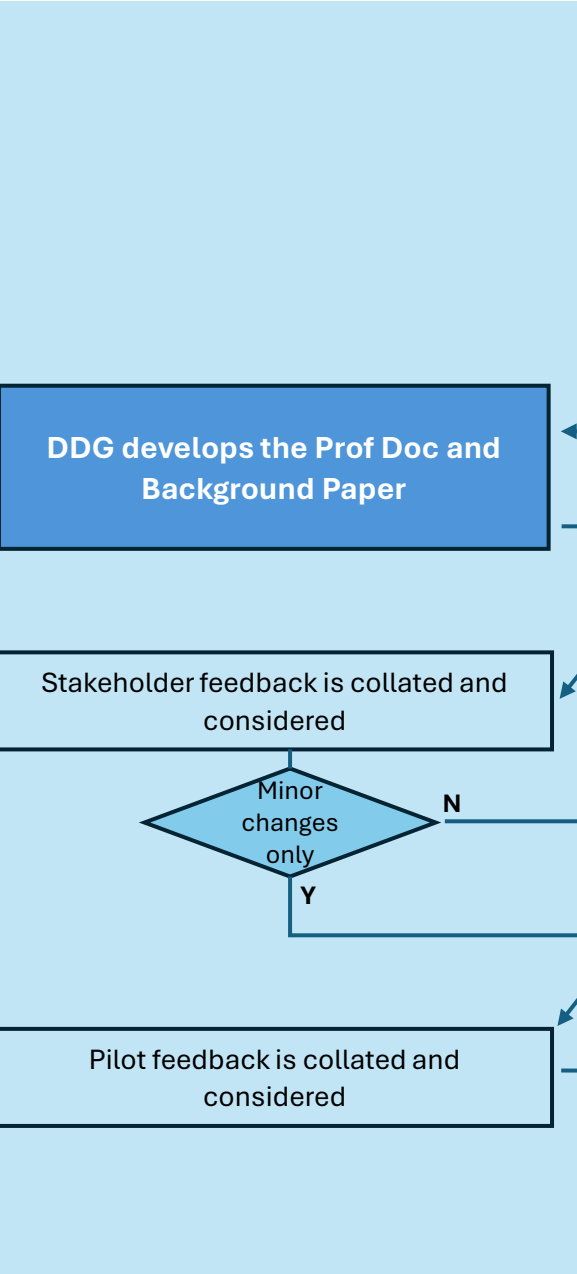 DDG develops the Prof Doc and
Background Paper
Stakeholder feedback is collated and
considered
Minor
changes
only
N
Y
Pilot feedback is collated and
considered